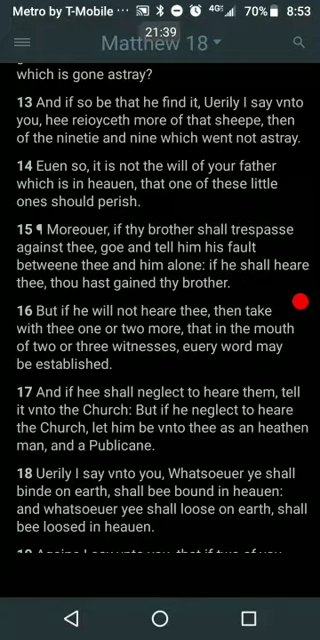 Metro by T-Mobile ··· 4G 70% 8:53
21:39
Matthew 18
which is gone astray?
13 And if so be that he find it, Uerily I say vnto
you, hee reioyceth more of that sheepe, then
of the ninetie and nine which went not astray.
14 Euen so, it is not the will of your father
which is in heauen, that one of these little
ones should perish.
15 ¶ Moreouer, if thy brother shall trespasse
against thee, goe and tell him his fault
betweene thee and him alone: if he shall heare
thee, thou hast gained thy brother.
16 But if he will not heare thee, then take
with thee one or two more, that in the mouth
of two or three witnesses, euery word may
be established.
17 And if hee shall neglect to heare them, tell
it vnto the Church: But if he neglect to heare
the Church, let him be vnto thee as an heathen
man, and a Publicane.
18 Uerily I say vnto you, Whatsoeuer ye shall
binde on earth, shall bee bound in heauen:
and whatsoeuer yee shall loose on earth, shall
bee loosed in heauen.